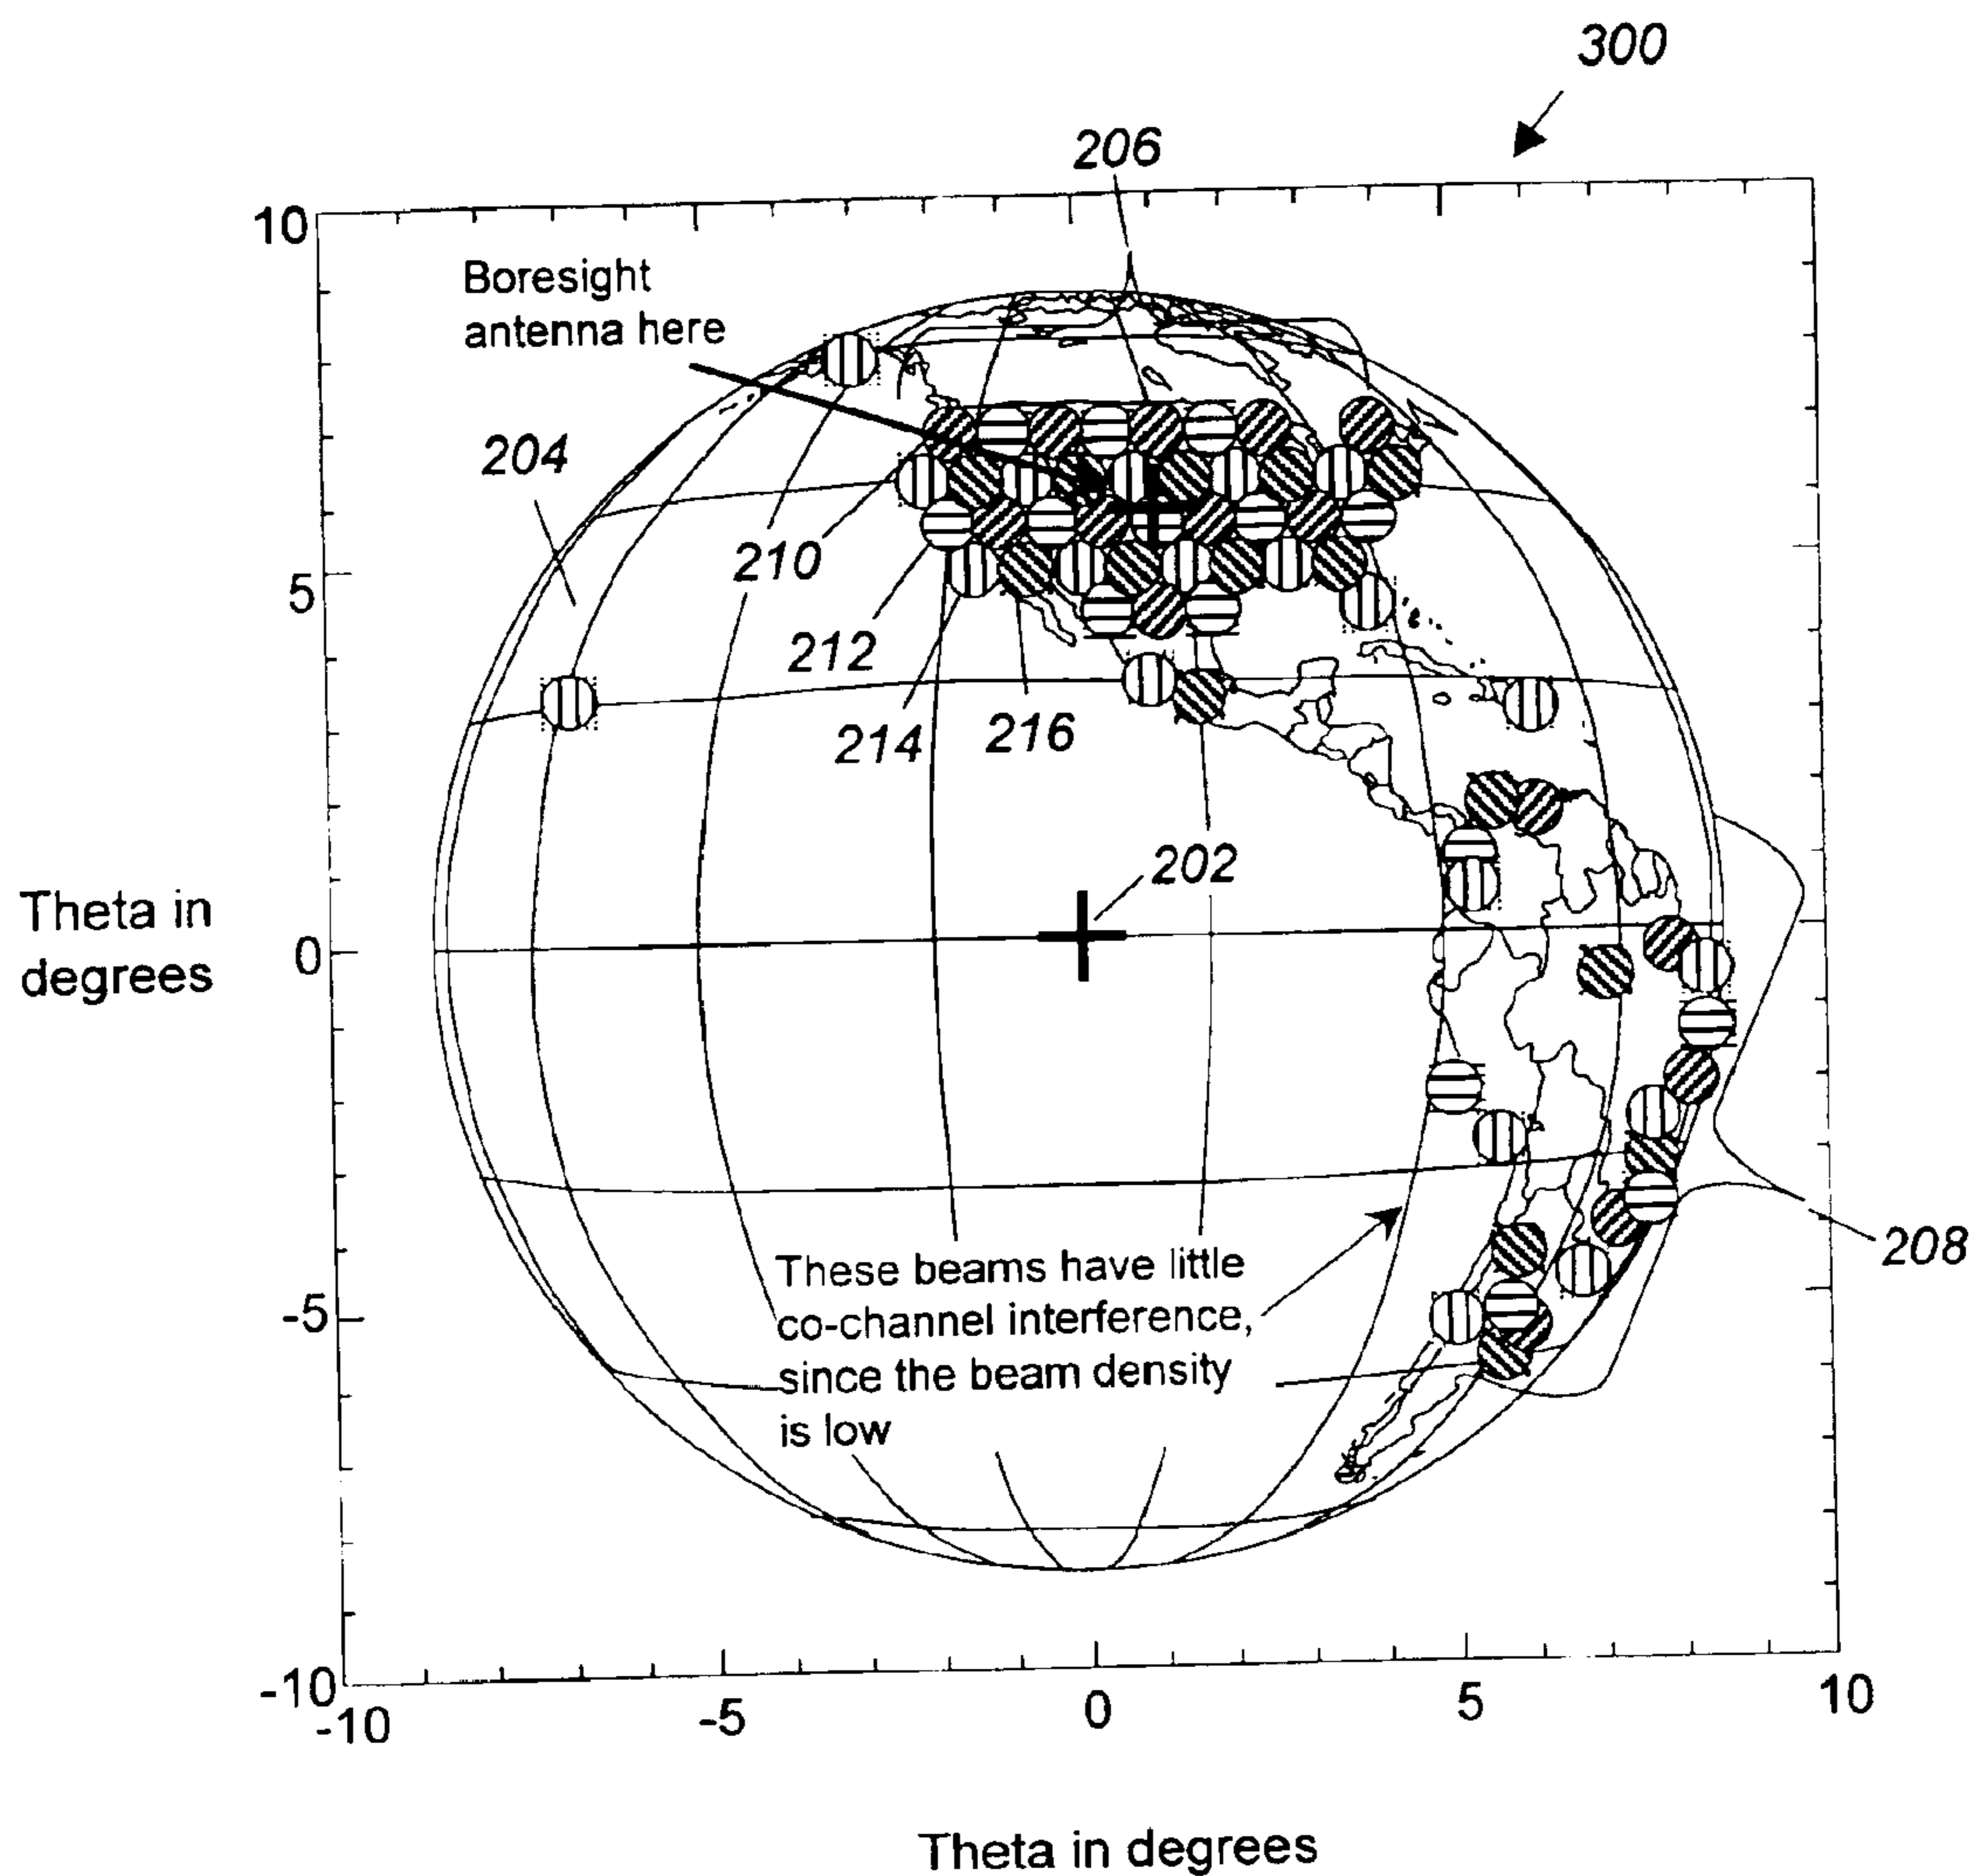 300
206
10
Boresight
antenna here
204
210
5
212
214
216
202
Theta in
degrees
0
208
These beams have little
co-channel interference,
since the beam density
is low
-5
-10
-10
-5
0
5
10
Theta in degrees